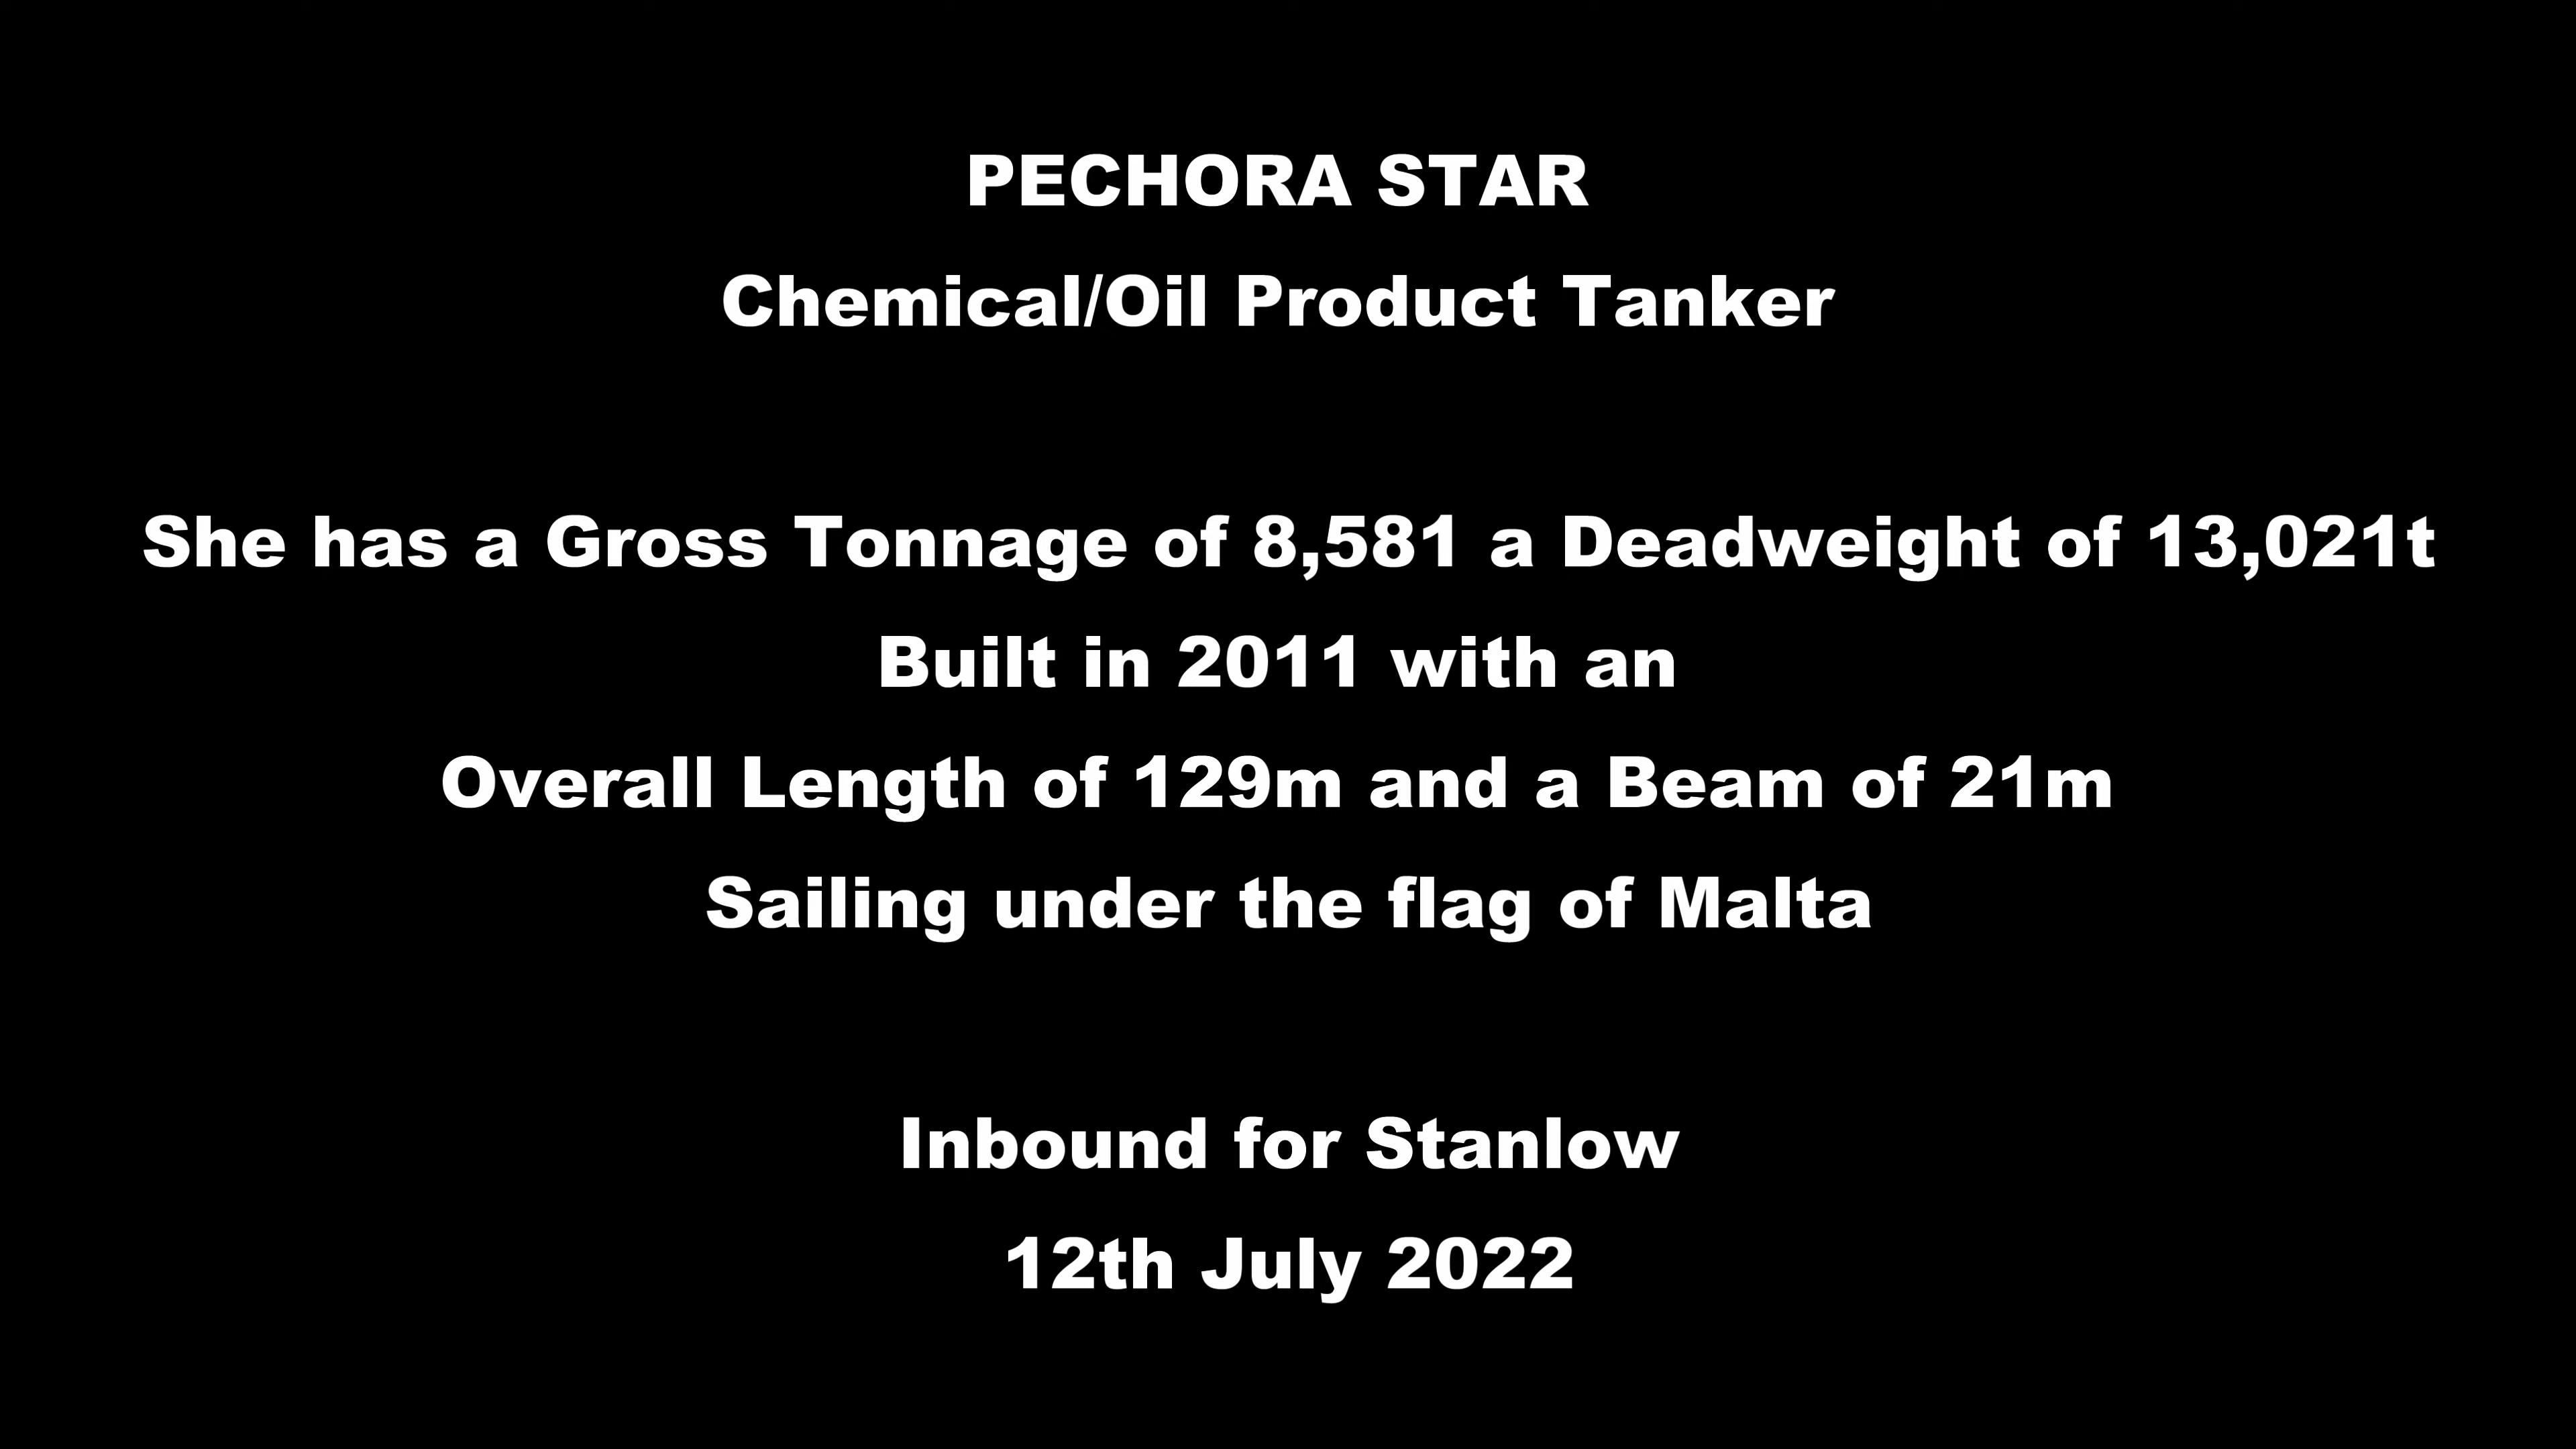 PECHORA STAR
Chemical/Oil Product Tanker
She has a Gross Tonnage of 8,581 a Deadweight of 13,021t
Built in 2011 with an
Overall Length of 129m and a Beam of 21m
Sailing under the flag of Malta
Inbound for Stanlow
12th July 2022